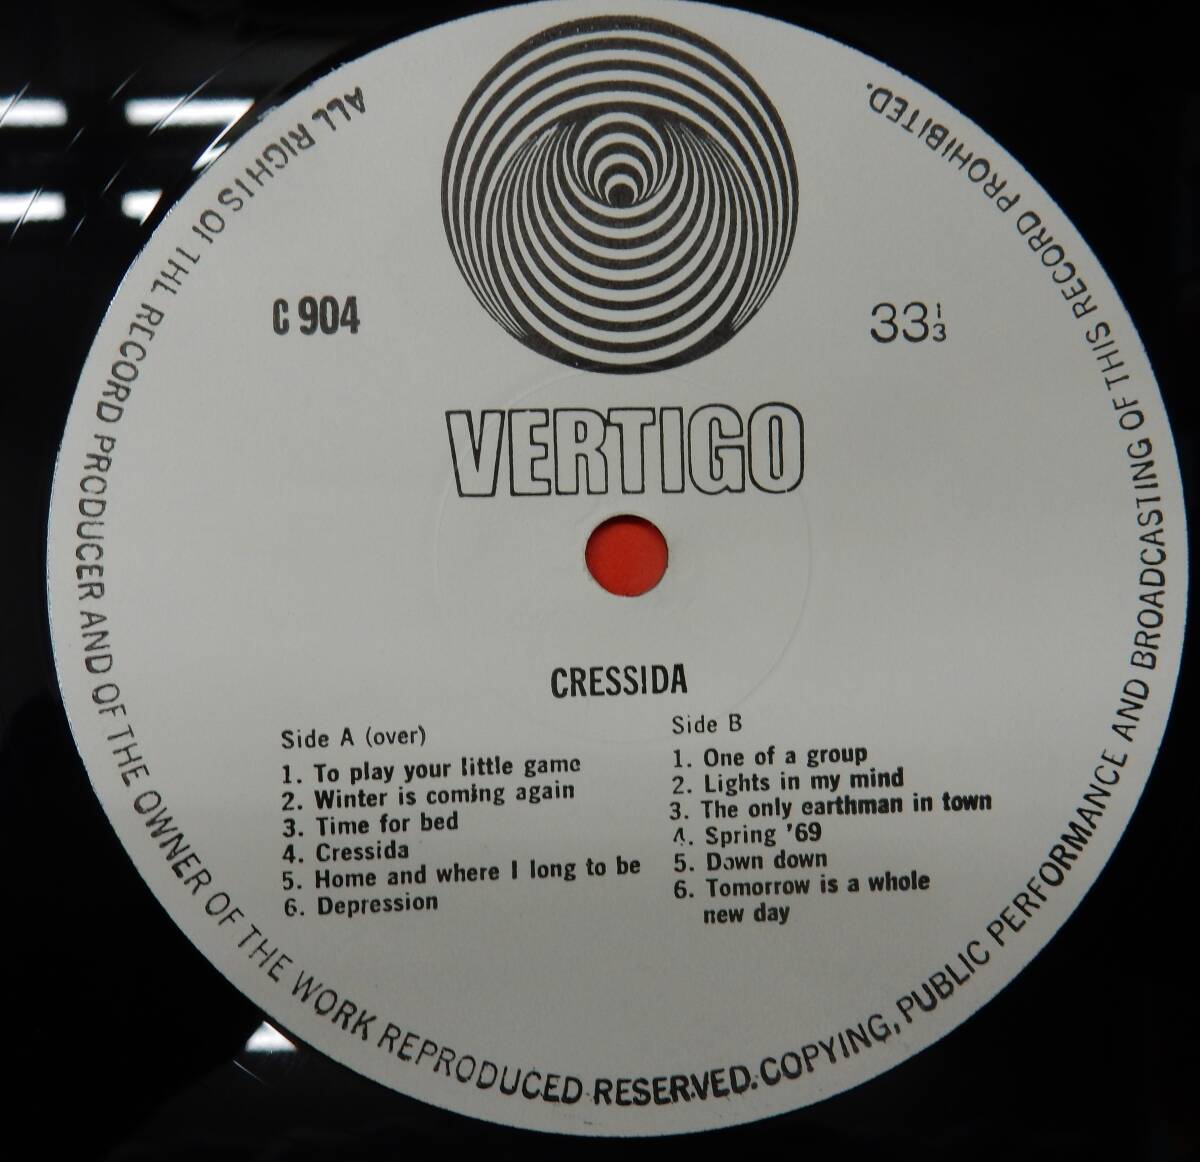 ALL RIGHTS OF THE RECORD PRODUCER AND OF THE OWNER OF THE WORK REPRODUCED RESERVED. COPYING, PUBLIC PERFORMANCE AND BROADCASTING OF THIS RECORD PROHIBITED.
C 904
33 1/3
VERTIGO
CRESSIDA
Side A (over)
1. To play your little game
2. Winter is coming again
3. Time for bed
4. Cressida
5. Home and where I long to be
6. Depression
Side B
1. One of a group
2. Lights in my mind
3. The only earthman in town
4. Spring '69
5. Down down
6. Tomorrow is a whole
new day